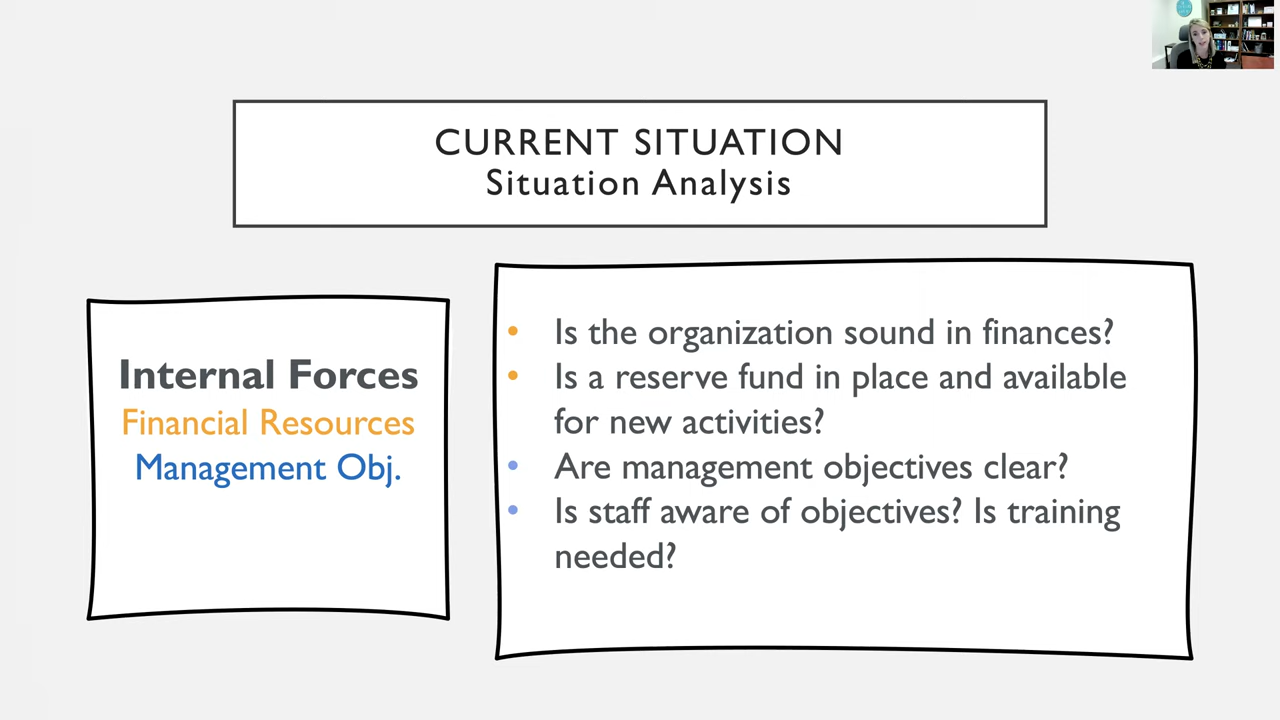 CURRENT SITUATION
Situation Analysis
Internal Forces
Financial Resources
Management Obj.
• Is the organization sound in finances?
• Is a reserve fund in place and available
for new activities?
• Are management objectives clear?
• Is staff aware of objectives? Is training
needed?